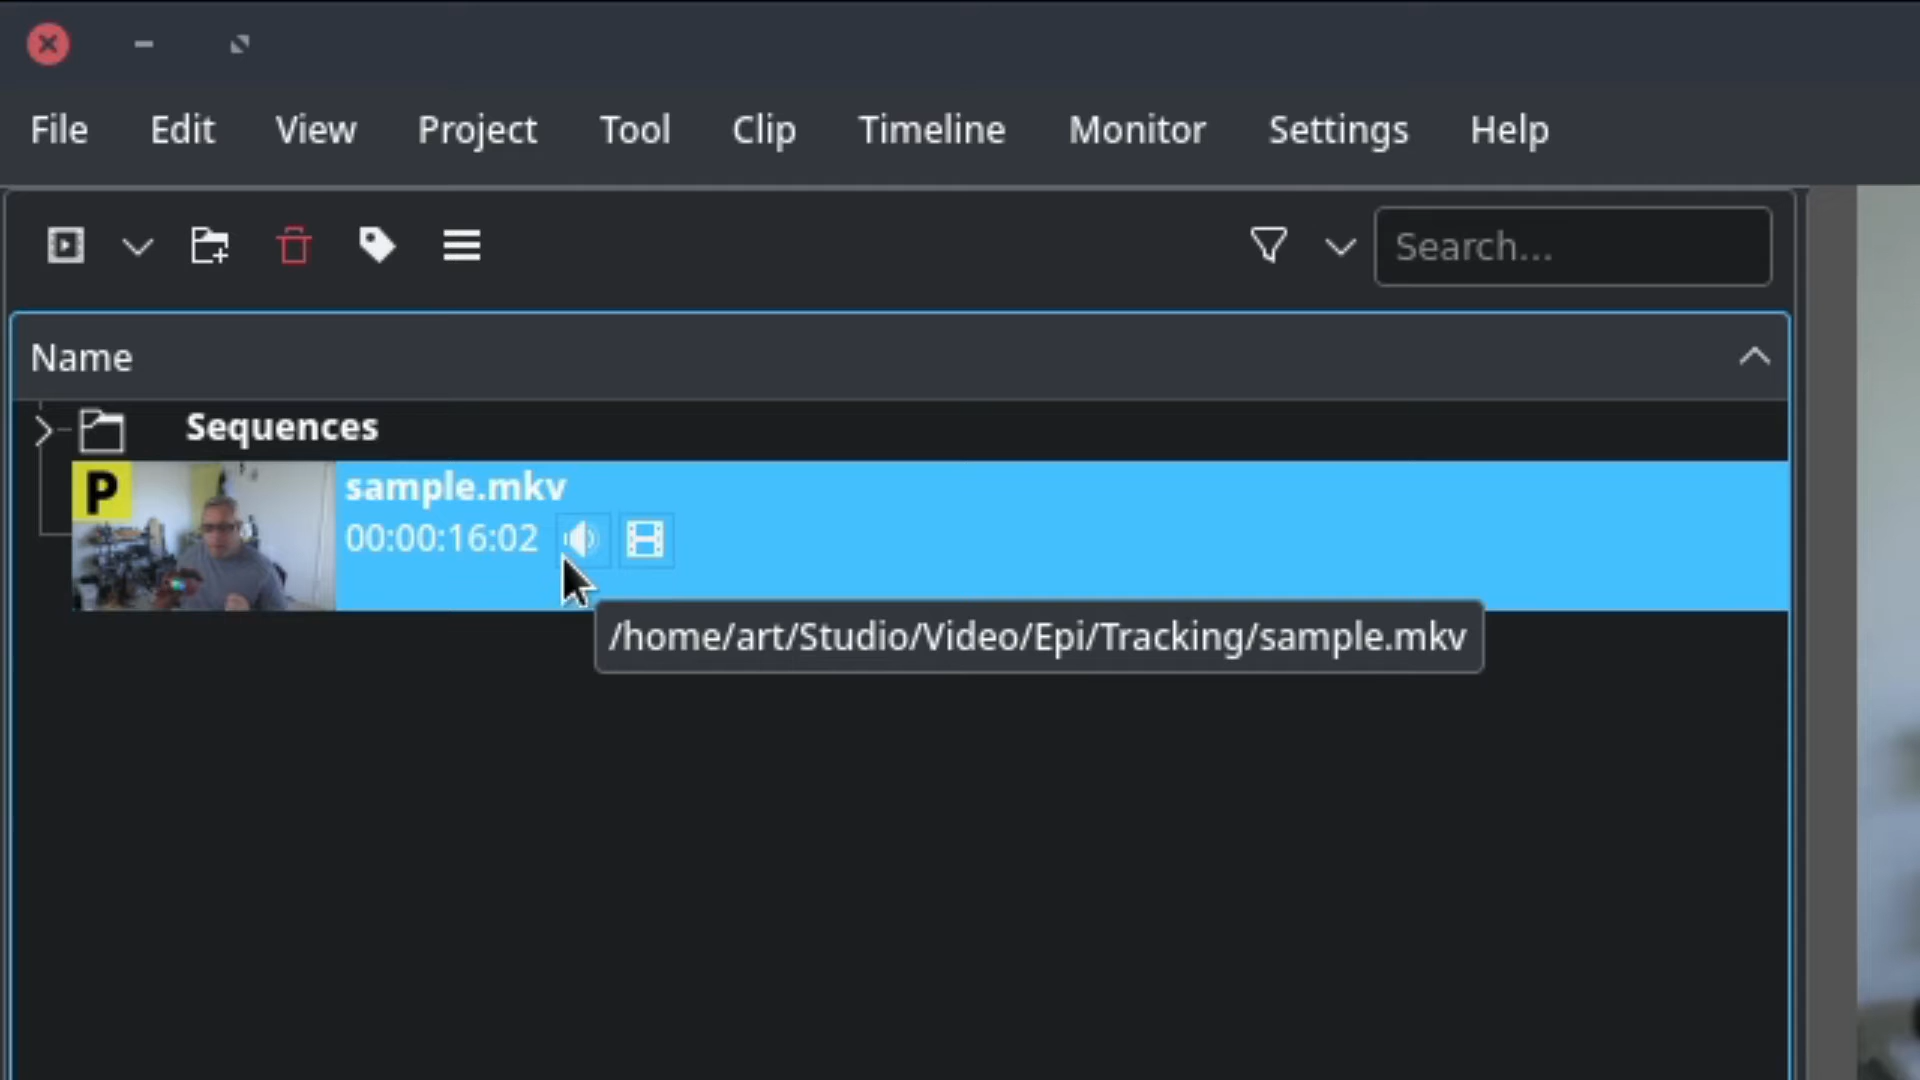 File Edit View Project Tool Clip Timeline Monitor Settings Help
Search...
Name
Sequences
P
sample.mkv
00:00:16:02
/home/art/Studio/Video/Epi/Tracking/sample.mkv